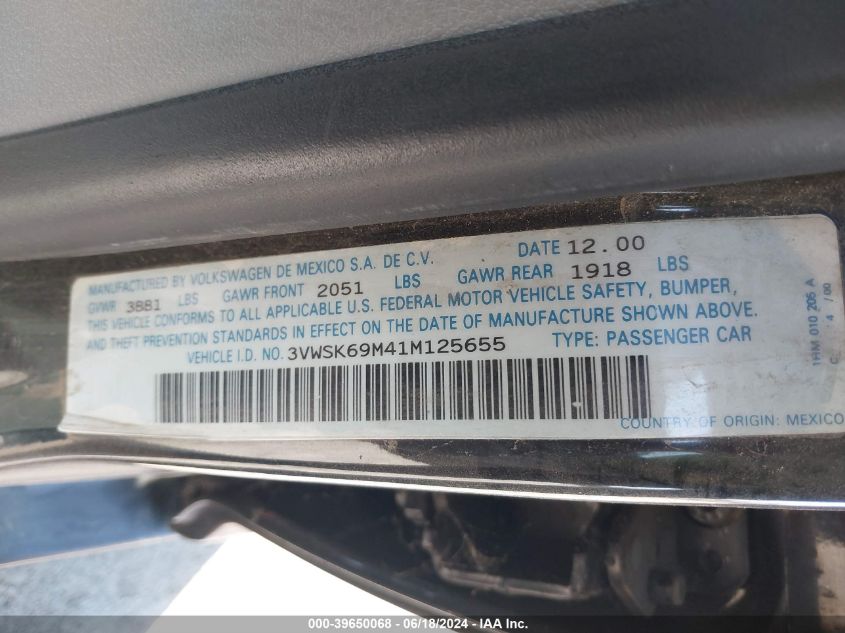 MANUFACTURED BY VOLKSWAGEN DE MEXICO S.A. DE C.V. DATE 12.00
GVWR 3881 LBS GAWR FRONT 2051 LBS GAWR REAR 1918 LBS
THIS VEHICLE CONFORMS TO ALL APPLICABLE U.S. FEDERAL MOTOR VEHICLE SAFETY, BUMPER,
AND THEFT PREVENTION STANDARDS IN EFFECT ON THE DATE OF MANUFACTURE SHOWN ABOVE.
VEHICLE I.D. NO. 3VWSK69M41M125655 TYPE: PASSENGER CAR
COUNTRY OF ORIGIN: MEXICO
1HM 010 205 A
C. 4 / 00
000-39650068 - 06/18/2024 - IAA Inc.